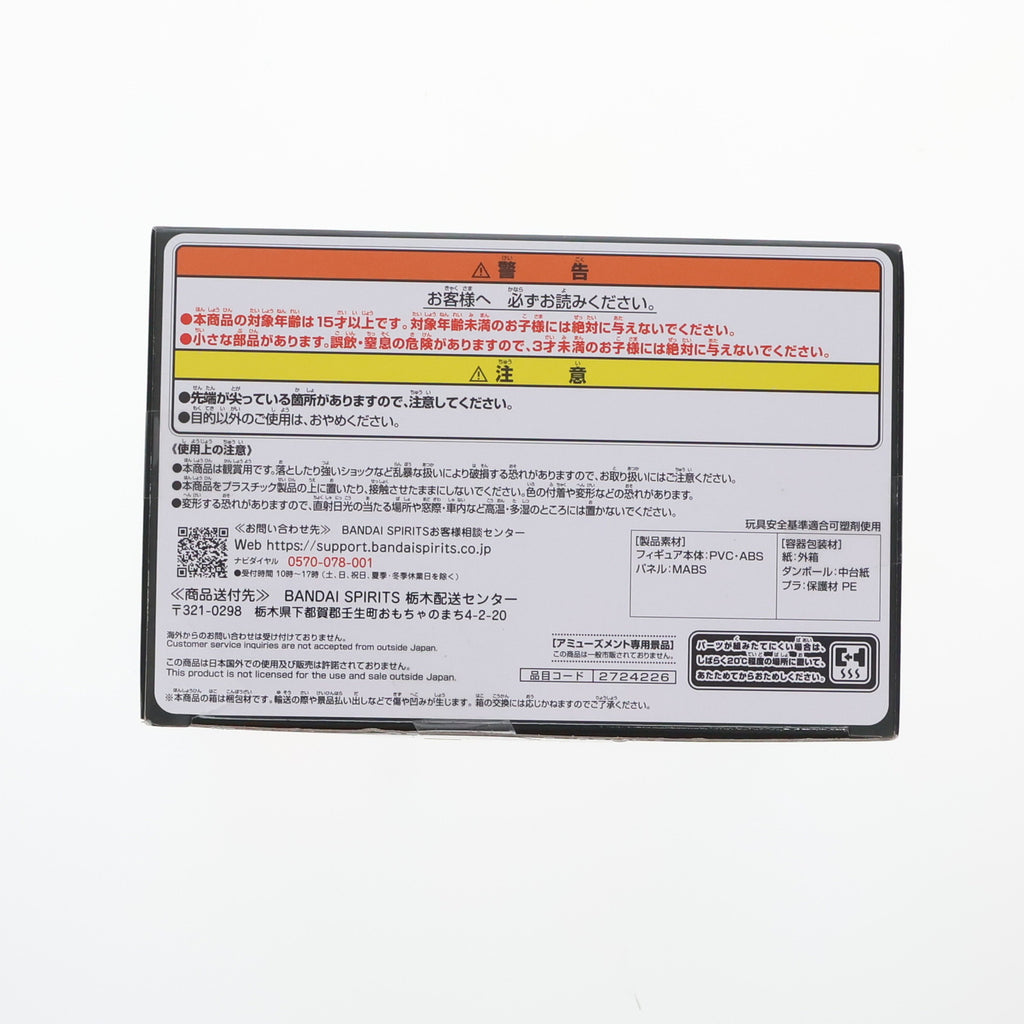 ⚠警告
お客様へ 必ずお読みください。
●本商品の対象年齢は15才以上です。対象年齢未満のお子様には絶対に与えないでください。
●小さな部品があります。誤飲・窒息の危険がありますので、3才未満のお子様には絶対に与えないでください。
⚠注意
●先端が尖っている箇所がありますので、注意してください。
●目的以外のご使用は、おやめください。
《使用上の注意》
●本商品は観賞用です。落としたり強いショックなど乱暴な扱いにより破損する恐れがありますので、お取り扱いにはご注意ください。
●本商品をプラスチック製品の上に置いたり、接触させたままにしないでください。色の付着や変形などの恐れがあります。
●変形する恐れがありますので、直射日光の当たる場所や窓際・車内など高温・多湿のところには置かないでください。
玩具安全基準適合可塑剤使用
≪お問い合わせ先≫ BANDAI SPIRITSお客様相談センター
Web https://support.bandaispirits.co.jp
ナビダイヤル 0570-078-001
●受付時間 10時〜17時(土、日、祝日、夏季・冬季休業日を除く)
≪商品送付先≫ BANDAI SPIRITS 栃木配送センター
〒321-0298 栃木県下都賀郡壬生町おもちゃのまち4-2-20
[製品素材]
フィギュア本体:PVC・ABS
パネル:MABS
[容器包装材]
紙:外箱
ダンボール:中台紙
プラ:保護材 PE
海外からのお問い合わせは受け付けておりません。
Customer service inquiries are not accepted from outside Japan.
この商品は日本国外での使用及び販売は許諾されておりません。
This product is not licensed for the use and sale outside Japan.
[アミューズメント専用景品]
この商品は一般市販されておりません。
品目コード 2724226
パーツが組みたてにくい場合は、
しばらく20℃程度の場所に置いて、
あたためてからおためしください。
※本商品の箱は梱包材です。輸送の際や景品払い出しなどで傷や凹みが生じます。箱の交換には応じかねますのでご了承ください。